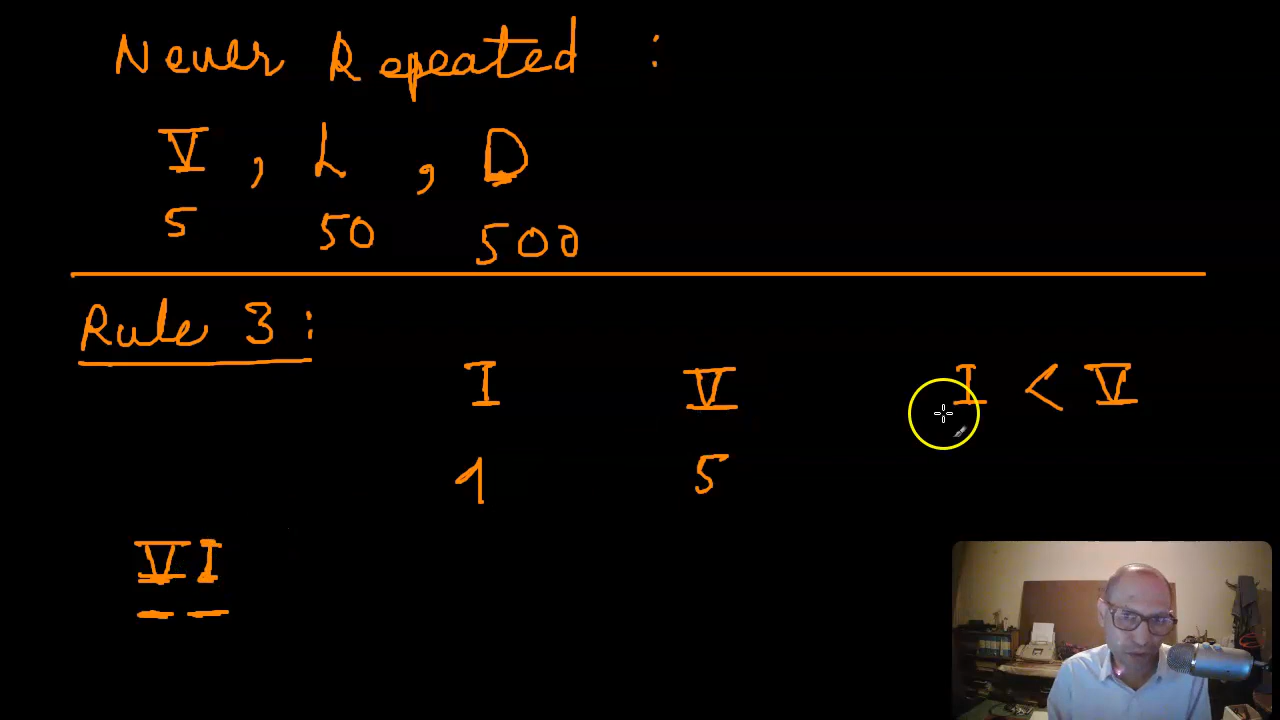 Never Repeated :
V , L , D
5 50 500
Rule 3 :
I V I < V
1 5
VI